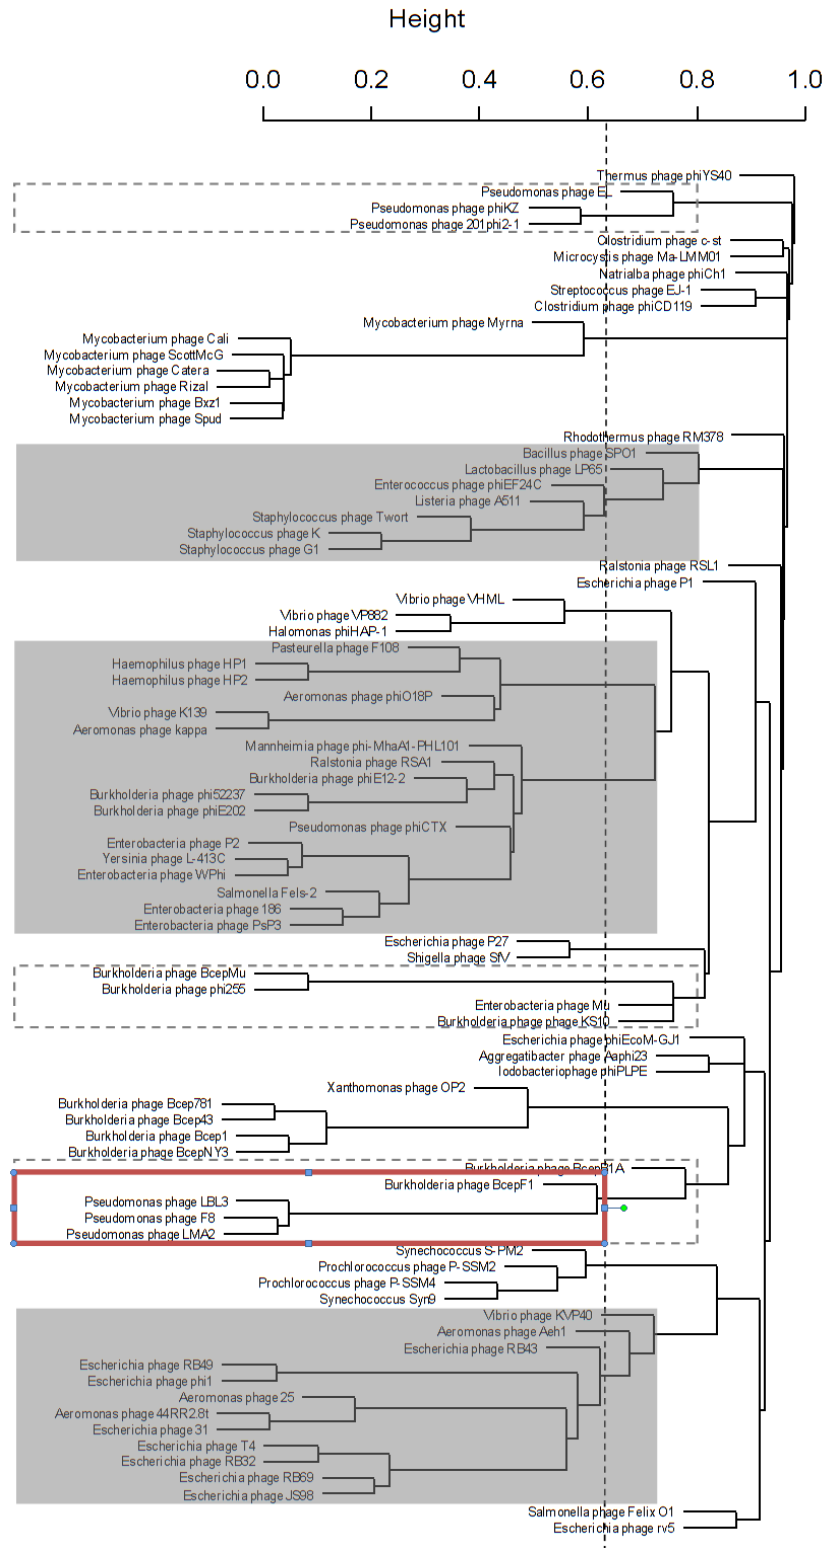 Height
0.0 0.2 0.4 0.6 0.8 1.0
Thermus phage phiYS40
Pseudomonas phage EL
Pseudomonas phage phiKZ
Pseudomonas phage 201phi2-1
Clostridium phage c-st
Microcystis phage Ma-LMM01
Natrialba phage phiCh1
Streptococcus phage EJ-1
Clostridium phage phiCD119
Mycobacterium phage Myrna
Mycobacterium phage Cali
Mycobacterium phage ScottMcG
Mycobacterium phage Catera
Mycobacterium phage Rizal
Mycobacterium phage Bxz1
Mycobacterium phage Spud
Rhodothermus phage RM378
Bacillus phage SPO1
Lactobacillus phage LP65
Enterococcus phage phiEF24C
Listeria phage A511
Staphylococcus phage Twort
Staphylococcus phage K
Staphylococcus phage G1
Ralstonia phage RSL1
Escherichia phage P1
Vibrio phage VHML
Vibrio phage VP882
Halomonas phiHAP-1
Pasteurella phage F108
Haemophilus phage HP1
Haemophilus phage HP2
Aeromonas phage phiO18P
Vibrio phage K139
Aeromonas phage kappa
Mannheimia phage phi-MhaA1-PHL101
Ralstonia phage RSA1
Burkholderia phage phiE12-2
Burkholderia phage phi52237
Burkholderia phage phiE202
Pseudomonas phage phiCTX
Enterobacteria phage P2
Yersinia phage L-413C
Enterobacteria phage WPhi
Salmonella Fels-2
Enterobacteria phage 186
Enterobacteria phage PsP3
Escherichia phage P27
Shigella phage SfV
Burkholderia phage BcepMu
Burkholderia phage phi255
Enterobacteria phage Mu
Burkholderia phage phage KS10
Escherichia phage phiEcoM-GJ1
Aggregatibacter phage Aaphi23
Iodobacteriophage phiPLPE
Xanthomonas phage OP2
Burkholderia phage Bcep781
Burkholderia phage Bcep43
Burkholderia phage Bcep1
Burkholderia phage BcepNY3
Burkholderia phage BcepB1A
Burkholderia phage BcepF1
Pseudomonas phage LBL3
Pseudomonas phage F8
Pseudomonas phage LMA2
Synechococcus S-PM2
Prochlorococcus phage P-SSM2
Prochlorococcus phage P-SSM4
Synechococcus Syn9
Vibrio phage KVP40
Aeromonas phage Aeh1
Escherichia phage RB43
Escherichia phage RB49
Escherichia phage phi1
Aeromonas phage 25
Aeromonas phage 44RR2.8t
Escherichia phage 31
Escherichia phage T4
Escherichia phage RB32
Escherichia phage RB69
Escherichia phage JS98
Salmonella phage Felix O1
Escherichia phage rv5